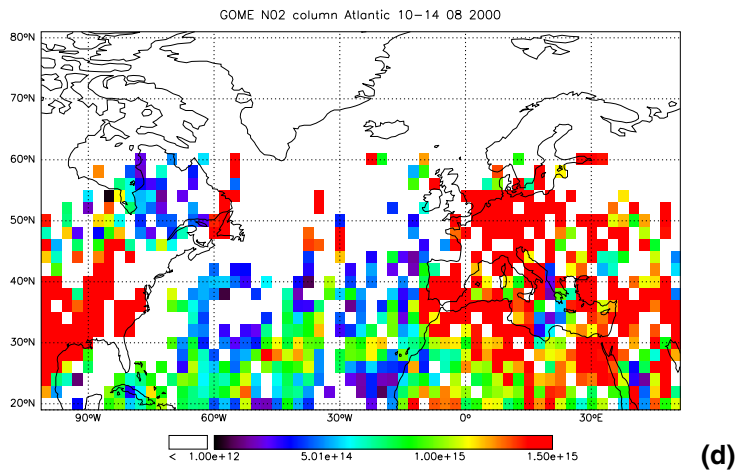 GOME NO2 column Atlantic 10-14 08 2000
80°N
70°N
60°N
50°N
40°N
30°N
20°N
90°W 60°W 30°W 0° 30°E
< 1.00e+12 5.01e+14 1.00e+15 1.50e+15
(d)